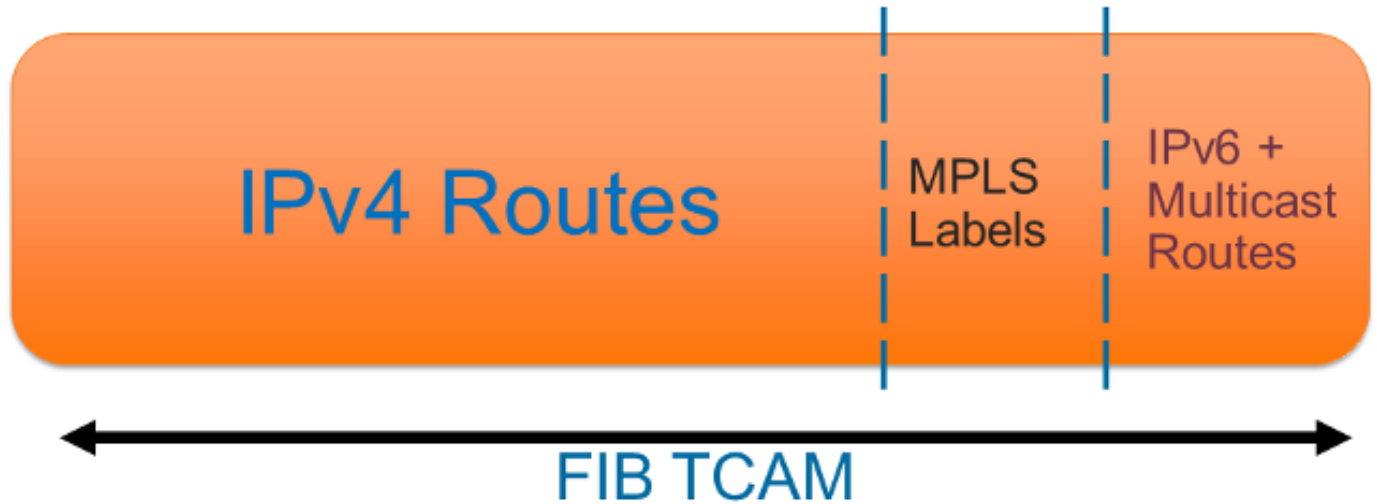 IPv4 Routes
MPLS
Labels
IPv6 +
Multicast
Routes
FIB TCAM